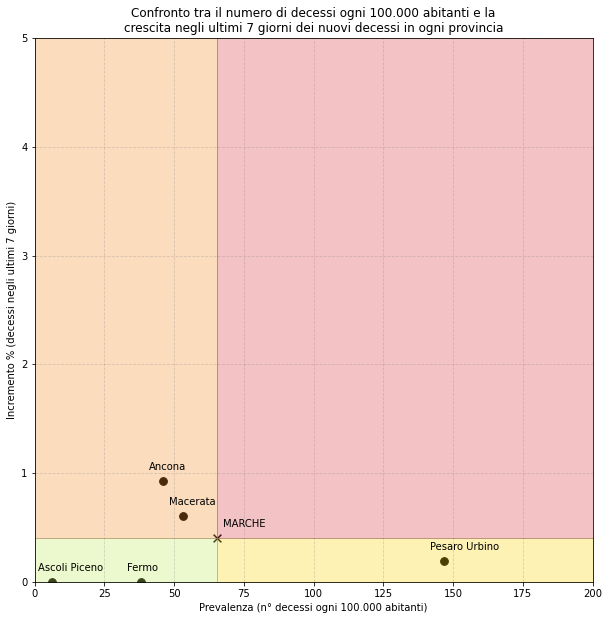 Confronto tra il numero di decessi ogni 100.000 abitanti e la
crescita negli ultimi 7 giorni dei nuovi decessi in ogni provincia
Incremento % (decessi negli ultimi 7 giorni)
5
4
3
2
1
0
Ancona
Macerata
MARCHE
Pesaro Urbino
Ascoli Piceno
Fermo
0 25 50 75 100 125 150 175 200
Prevalenza (n° decessi ogni 100.000 abitanti)